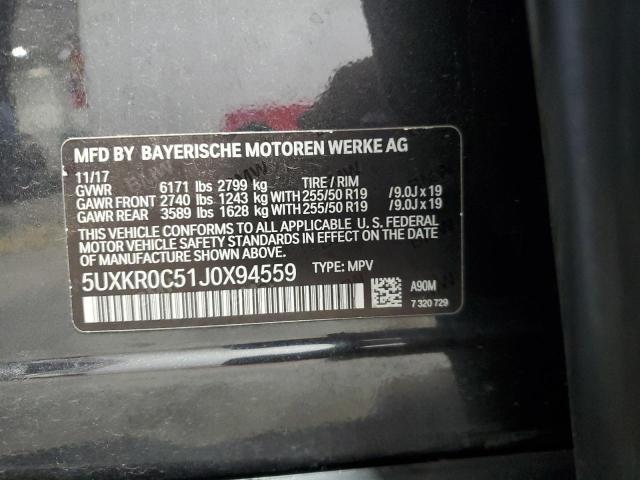 MFD BY BAYERISCHE MOTOREN WERKE AG
11/17
GVWR 6171 lbs 2799 kg TIRE / RIM
GAWR FRONT 2740 lbs 1243 kg WITH 255/50 R19 / 9.0J x 19
GAWR REAR 3589 lbs 1628 kg WITH 255/50 R19 / 9.0J x 19
THIS VEHICLE CONFORMS TO ALL APPLICABLE U. S. FEDERAL
MOTOR VEHICLE SAFETY STANDARDS IN EFFECT ON THE DATE OF
MANUFACTURE SHOWN ABOVE.
5UXKR0C51J0X94559 TYPE: MPV
A90M
7 320 729